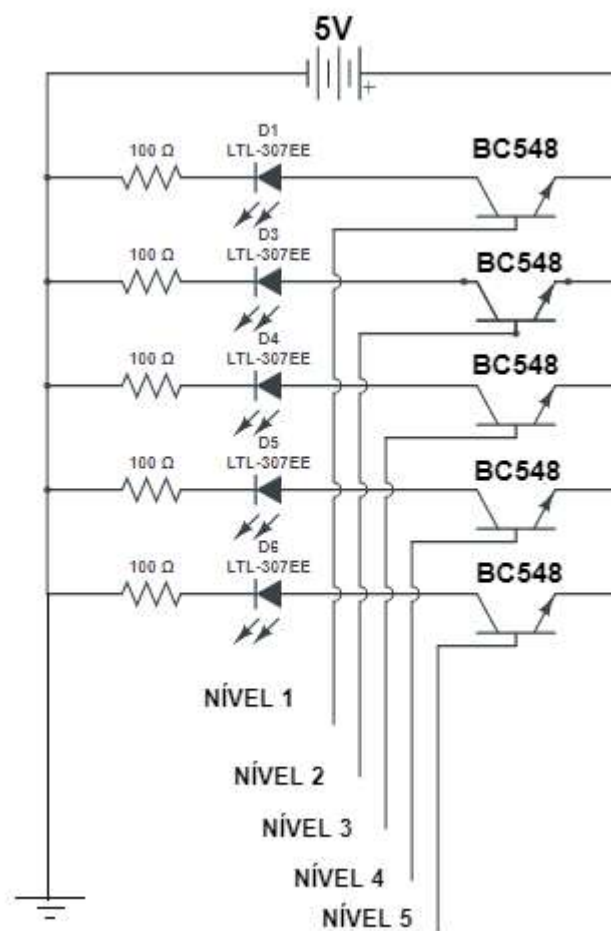 5V
+
D1
100 Ω
LTL-307EE
BC548
D3
100 Ω
LTL-307EE
BC548
D4
100 Ω
LTL-307EE
BC548
D5
100 Ω
LTL-307EE
BC548
D6
100 Ω
LTL-307EE
BC548
NÍVEL 1
NÍVEL 2
NÍVEL 3
NÍVEL 4
NÍVEL 5